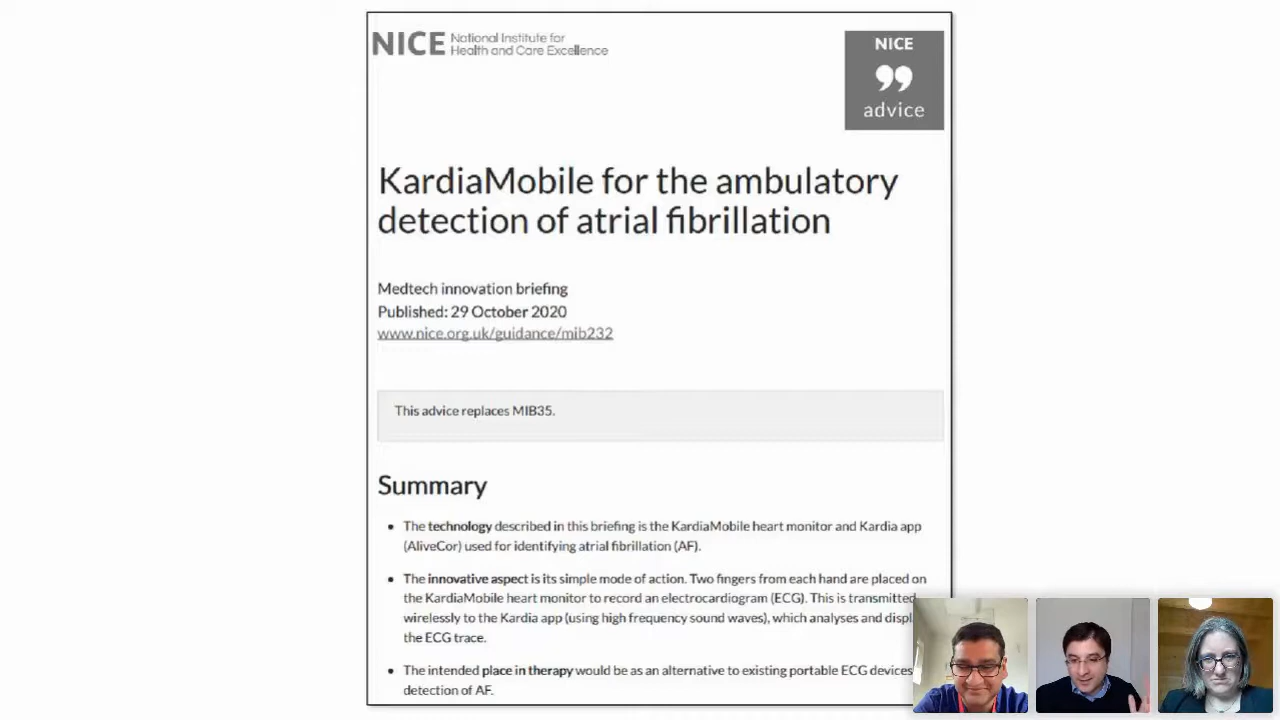 NICE National Institute for
Health and Care Excellence
NICE
advice
KardiaMobile for the ambulatory
detection of atrial fibrillation
Medtech innovation briefing
Published: 29 October 2020
www.nice.org.uk/guidance/mib232
This advice replaces MIB35.
Summary
• The technology described in this briefing is the KardiaMobile heart monitor and Kardia app
(AliveCor) used for identifying atrial fibrillation (AF).
• The innovative aspect is its simple mode of action. Two fingers from each hand are placed on
the KardiaMobile heart monitor to record an electrocardiogram (ECG). This is transmitted
wirelessly to the Kardia app (using high frequency sound waves), which analyses and displ
the ECG trace.
• The intended place in therapy would be as an alternative to existing portable ECG devices
detection of AF.